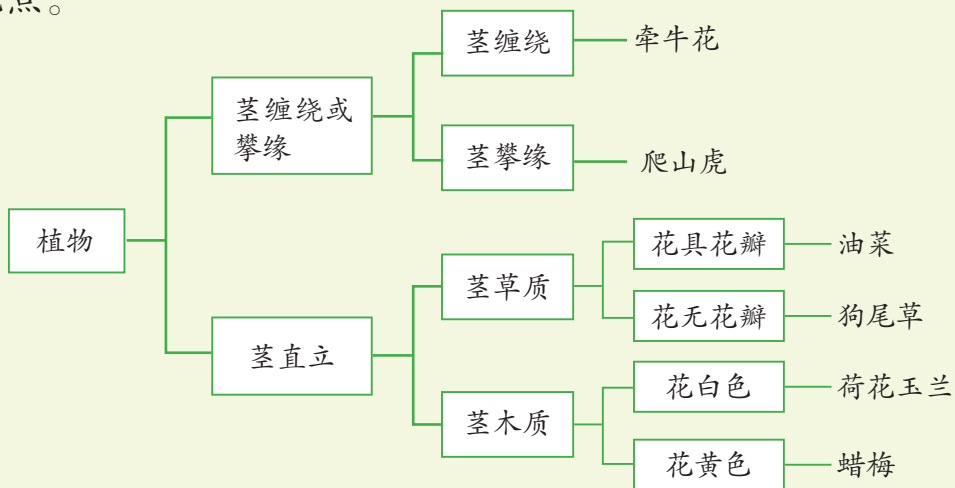 点。
茎缠绕
牵牛花
茎缠绕或
攀缘
茎攀缘
爬山虎
植物
花具花瓣
油菜
茎草质
花无花瓣
狗尾草
茎直立
花白色
荷花玉兰
茎木质
花黄色
蜡梅